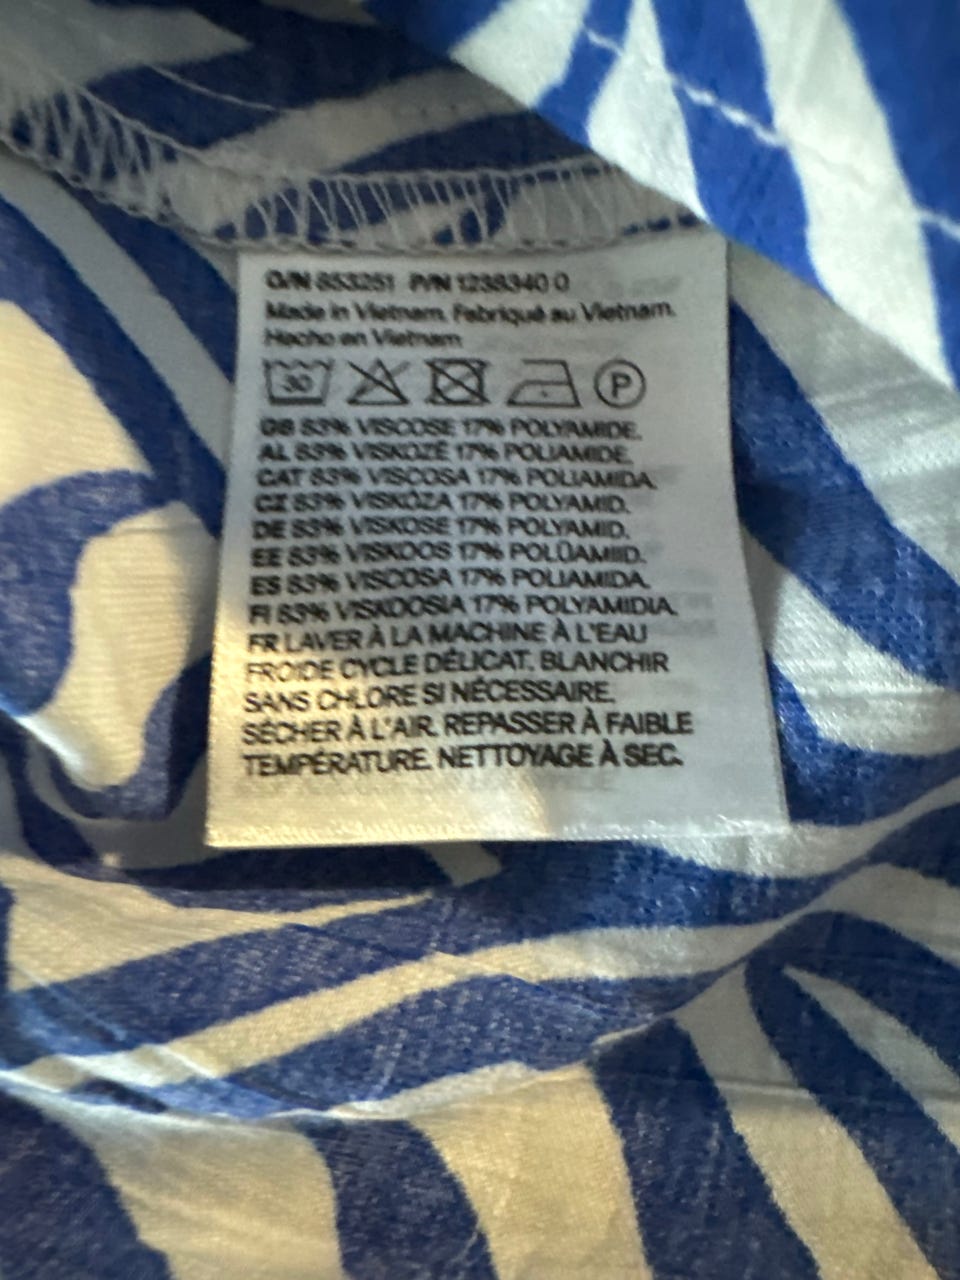 O/N 853251 P/N 1238340 0
Made in Vietnam. Fabriqué au Vietnam.
Hecho en Vietnam
30 P
GB 83% VISCOSE 17% POLYAMIDE.
AL 83% VISKOZË 17% POLIAMIDE.
CAT 83% VISCOSA 17% POLIAMIDA.
CZ 83% VISKÓZA 17% POLYAMID.
DE 83% VISKOSE 17% POLYAMID.
EE 83% VISKOOS 17% POLÜAMIID.
ES 83% VISCOSA 17% POLIAMIDA.
FI 83% VISKOOSIA 17% POLYAMIDIA.
FR LAVER À LA MACHINE À L'EAU
FROIDE CYCLE DÉLICAT. BLANCHIR
SANS CHLORE SI NÉCESSAIRE.
SÉCHER À L'AIR. REPASSER À FAIBLE
TEMPÉRATURE. NETTOYAGE À SEC.